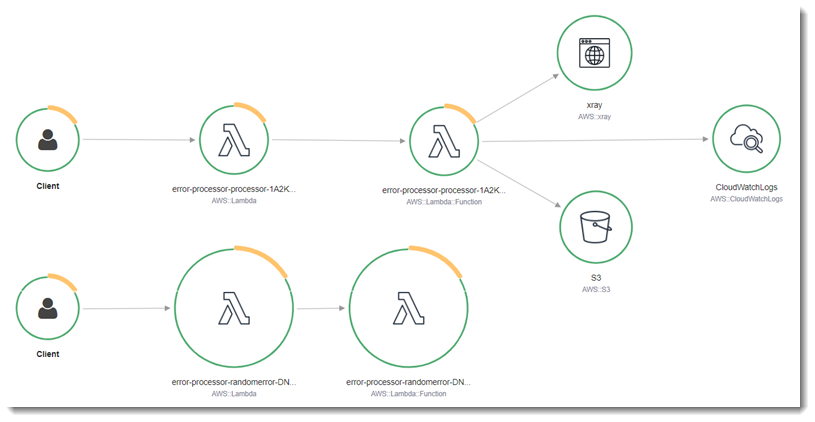 xray
AWS::xray
Client
error-processor-processor-1A2K...
AWS::Lambda
error-processor-processor-1A2K...
AWS::Lambda::Function
CloudWatchLogs
AWS::CloudWatchLogs
S3
AWS::S3
Client
error-processor-randomerror-DN...
AWS::Lambda
error-processor-randomerror-DN...
AWS::Lambda::Function